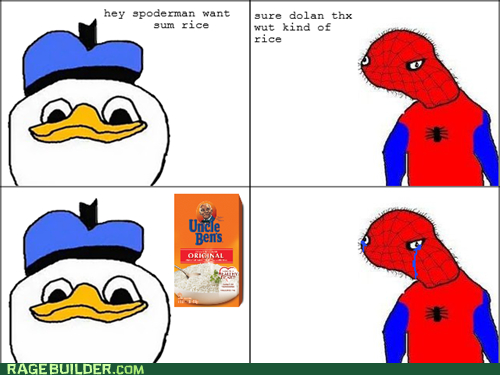 hey spoderman want
sum rice
sure dolan thx
wut kind of
rice
Uncle
Ben's
ORIGINAL
RAGEBUILDER.COM